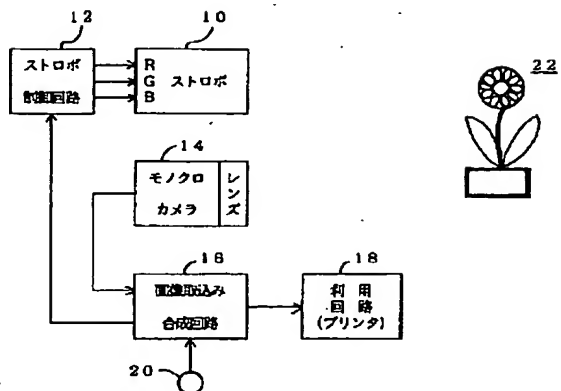 12
10
ストロボ
制御回路
R
G
B
ストロボ
22
14
モノクロ
カメラ
レンズ
16
画像取込み
合成回路
18
利用
回路
(プリンタ)
20